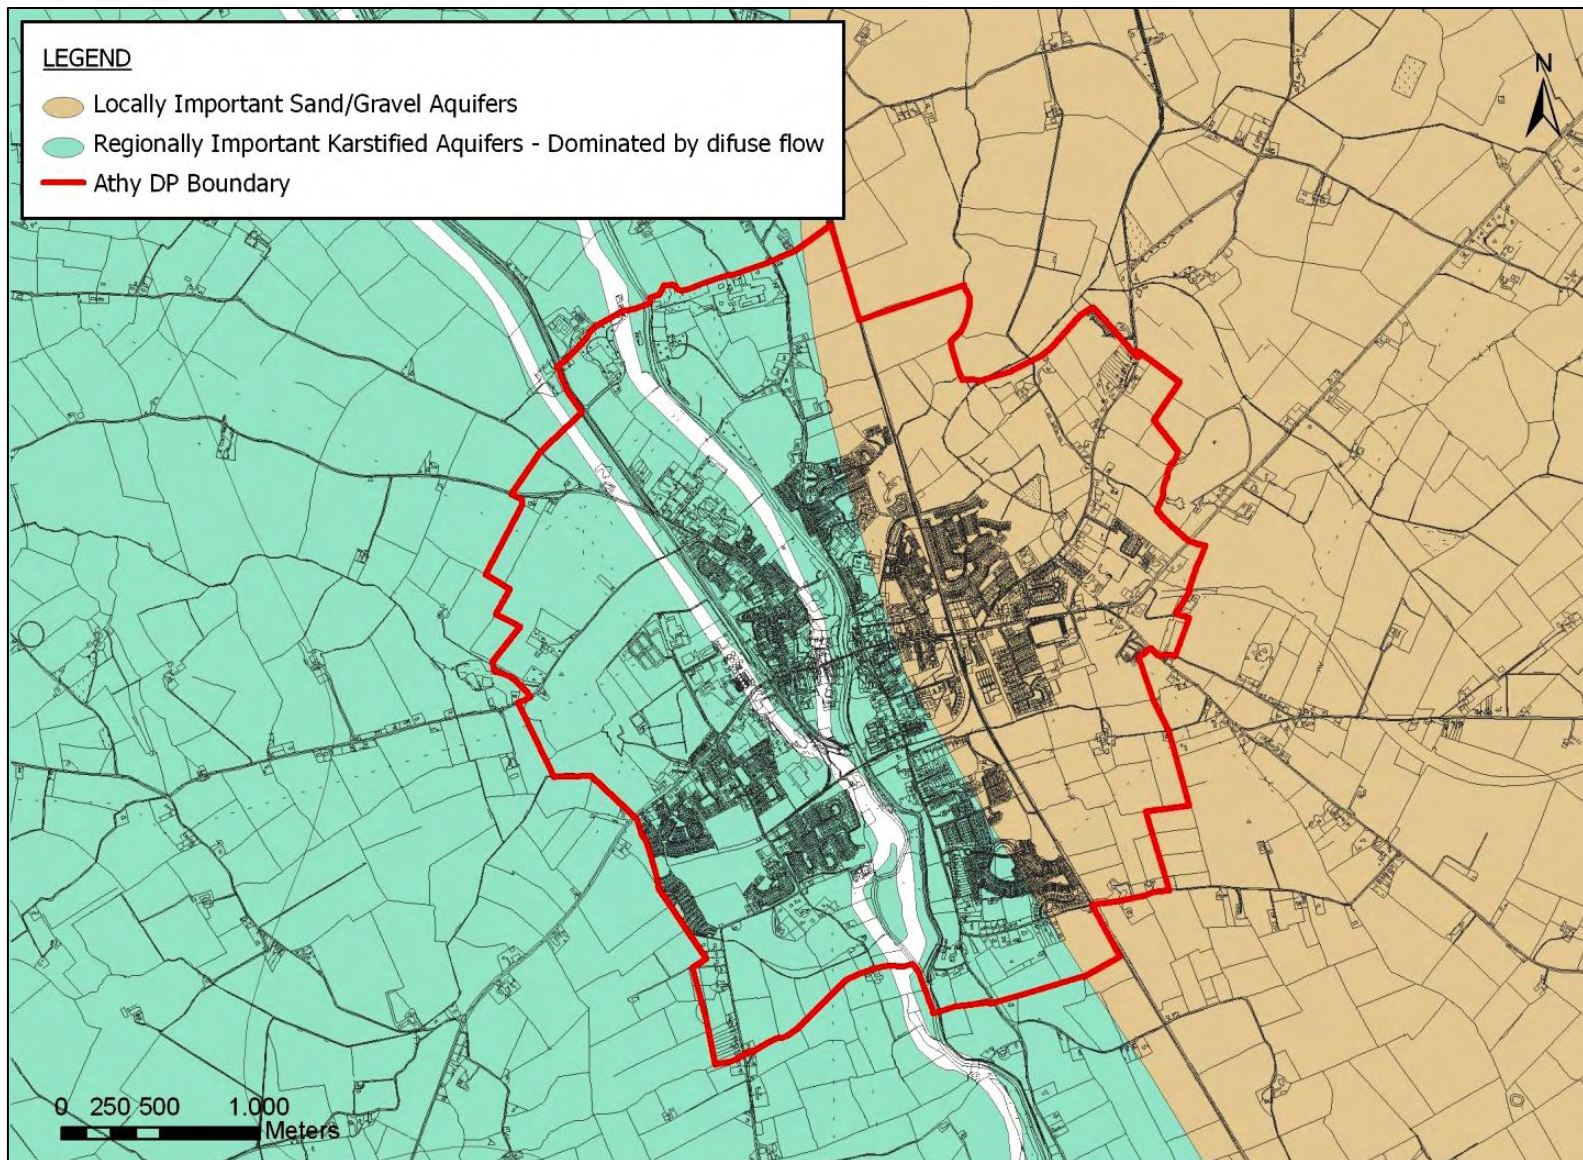 LEGEND
Locally Important Sand/Gravel Aquifers
Regionally Important Karstified Aquifers - Dominated by difuse flow
Athy DP Boundary
N
0 250 500 1.000
Meters